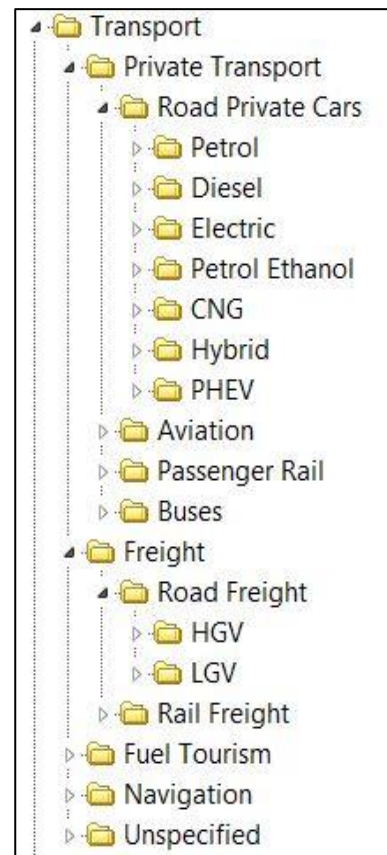 Transport
Private Transport
Road Private Cars
Petrol
Diesel
Electric
Petrol Ethanol
CNG
Hybrid
PHEV
Aviation
Passenger Rail
Buses
Freight
Road Freight
HGV
LGV
Rail Freight
Fuel Tourism
Navigation
Unspecified